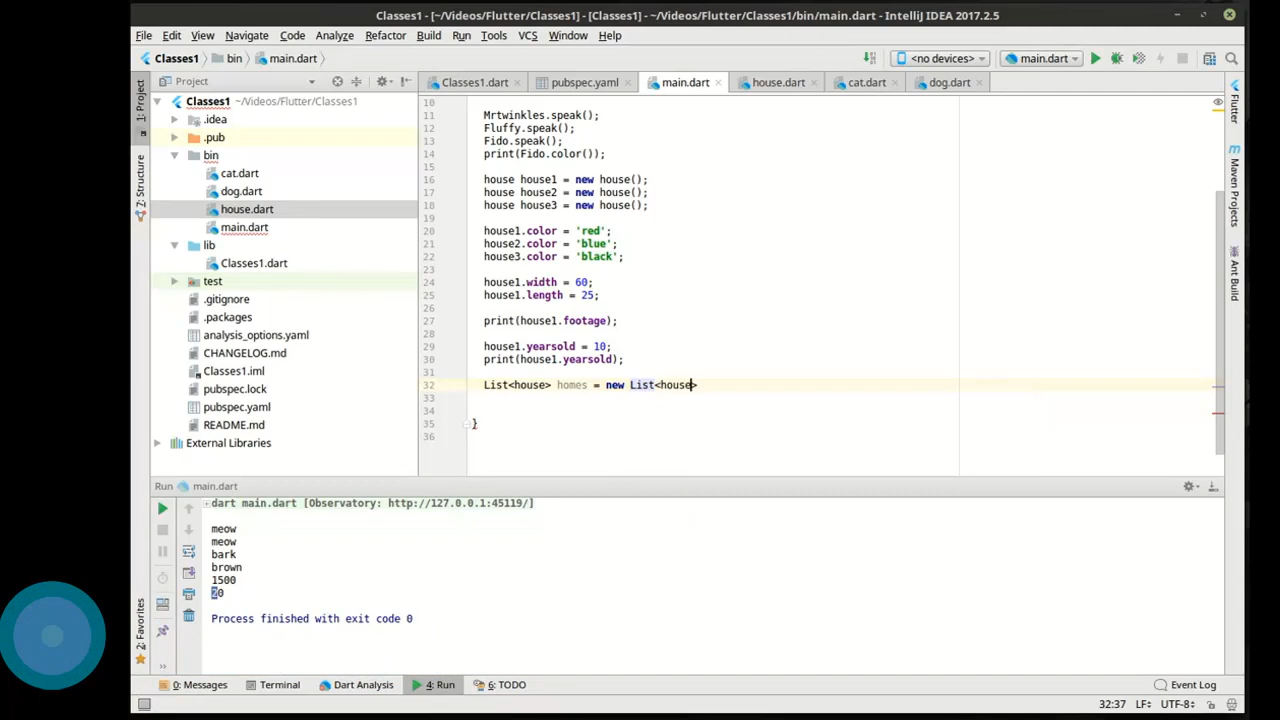 Classes1 - [~/Videos/Flutter/Classes1] - [Classes1] - ~/Videos/Flutter/Classes1/bin/main.dart - IntelliJ IDEA 2017.2.5
File Edit View Navigate Code Analyze Refactor Build Run Tools VCS Window Help
Classes1 bin main.dart <no devices> main.dart
Project Classes1.dart pubspec.yaml main.dart house.dart cat.dart dog.dart
1: Project
7: Structure
2: Favorites
Classes1 ~/Videos/Flutter/Classes1
.idea
.pub
bin
cat.dart
dog.dart
house.dart
main.dart
lib
Classes1.dart
test
.gitignore
.packages
analysis_options.yaml
CHANGELOG.md
Classes1.iml
pubspec.lock
pubspec.yaml
README.md
External Libraries
10
11 Mrtwinkles.speak();
12 Fluffy.speak();
13 Fido.speak();
14 print(Fido.color());
15
16 house house1 = new house();
17 house house2 = new house();
18 house house3 = new house();
19
20 house1.color = 'red';
21 house2.color = 'blue';
22 house3.color = 'black';
23
24 house1.width = 60;
25 house1.length = 25;
26
27 print(house1.footage);
28
29 house1.yearsold = 10;
30 print(house1.yearsold);
31
32 List<house> homes = new List<house>
33
34
35 }
36
Flutter
Maven Projects
Ant Build
Run main.dart
dart main.dart [Observatory: http://127.0.0.1:45119/]
meow
meow
bark
brown
1500
20
Process finished with exit code 0
0: Messages Terminal Dart Analysis 4: Run 6: TODO Event Log
32:37 LF UTF-8